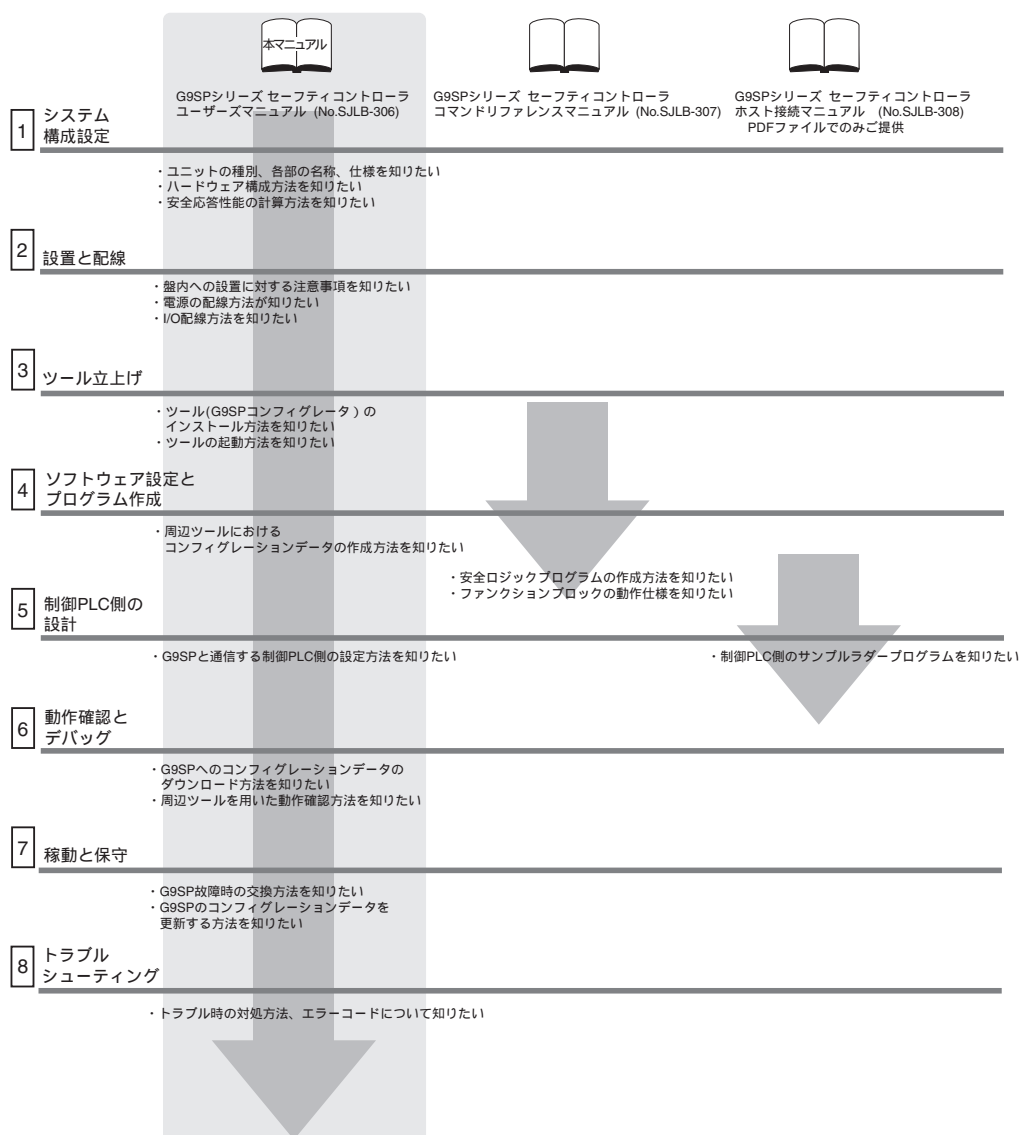 本マニュアル
G9SPシリーズ セーフティコントローラ
ユーザーズマニュアル (No.SJLB-306)
G9SPシリーズ セーフティコントローラ
コマンドリファレンスマニュアル (No.SJLB-307)
G9SPシリーズ セーフティコントローラ
ホスト接続マニュアル (No.SJLB-308)
PDFファイルでのみご提供
1 システム
構成設定
・ユニットの種別、各部の名称、仕様を知りたい
・ハードウェア構成方法を知りたい
・安全応答性能の計算方法を知りたい
2 設置と配線
・盤内への設置に対する注意事項を知りたい
・電源の配線方法が知りたい
・I/O配線方法を知りたい
3 ツール立上げ
・ツール(G9SPコンフィグレータ)の
インストール方法を知りたい
・ツールの起動方法を知りたい
4 ソフトウェア設定と
プログラム作成
・周辺ツールにおける
コンフィグレーションデータの作成方法を知りたい
・安全ロジックプログラムの作成方法を知りたい
・ファンクションブロックの動作仕様を知りたい
5 制御PLC側の
設計
・G9SPと通信する制御PLC側の設定方法を知りたい
・制御PLC側のサンプルラダープログラムを知りたい
6 動作確認と
デバッグ
・G9SPへのコンフィグレーションデータの
ダウンロード方法を知りたい
・周辺ツールを用いた動作確認方法を知りたい
7 稼動と保守
・G9SP故障時の交換方法を知りたい
・G9SPのコンフィグレーションデータを
更新する方法を知りたい
8 トラブル
シューティング
・トラブル時の対処方法、エラーコードについて知りたい